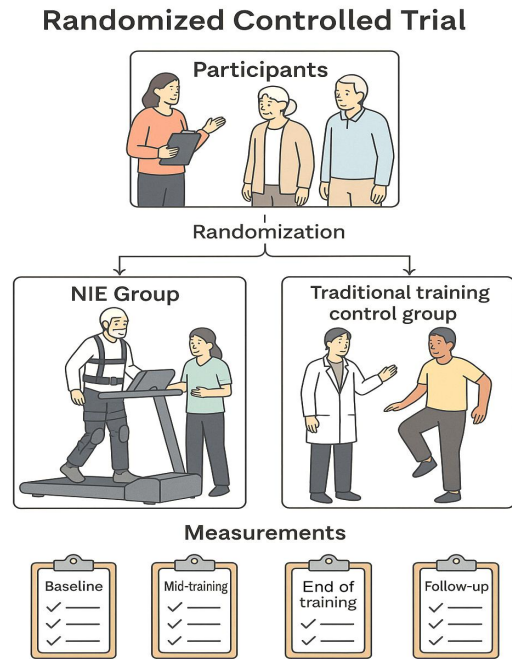 Randomized Controlled Trial
Participants
Randomization
NIE Group
Traditional training
control group
Measurements
Baseline
Mid-training
End of
training
Follow-up